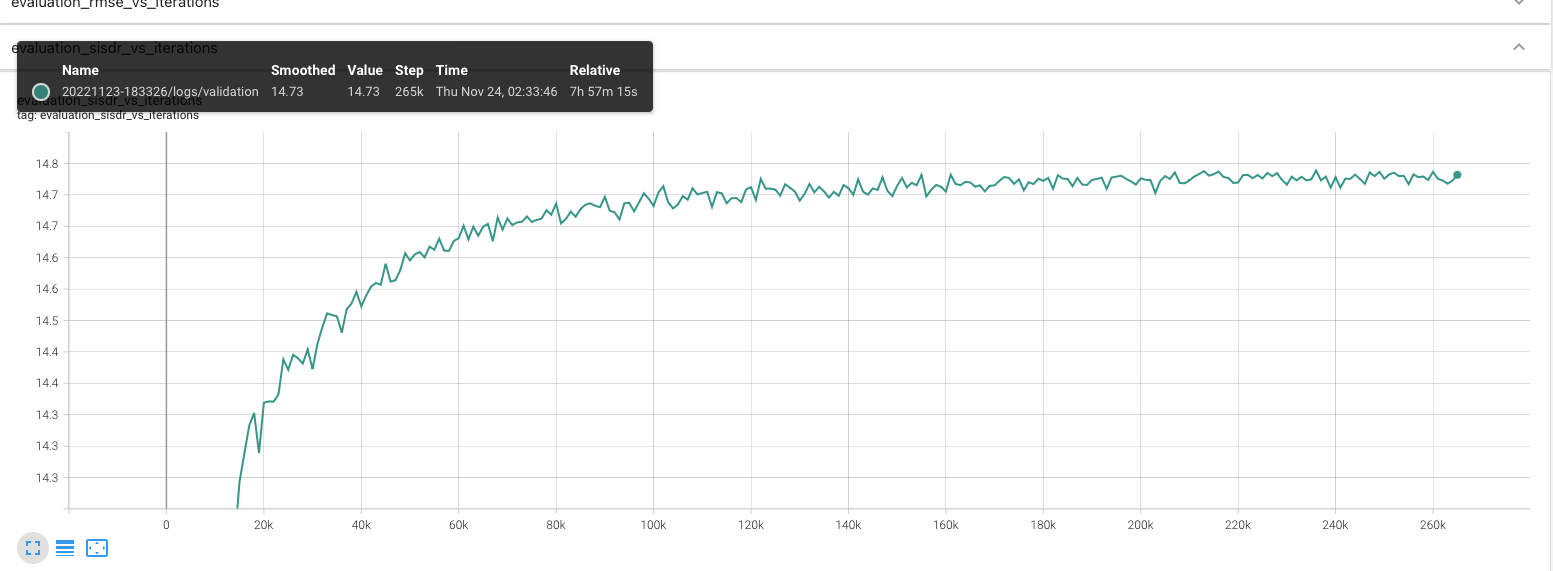 evaluation_rmse_vs_iterations
evaluation_sisdr_vs_iterations
Name Smoothed Value Step Time Relative
20221123-183326/logs/validation 14.73 14.73 265k Thu Nov 24, 02:33:46 7h 57m 15s
evaluation_sisdr_vs_iterations
tag: evaluation_sisdr_vs_iterations
14.8
14.7
14.7
14.6
14.6
14.5
14.4
14.4
14.3
14.3
14.3
0 20k 40k 60k 80k 100k 120k 140k 160k 180k 200k 220k 240k 260k